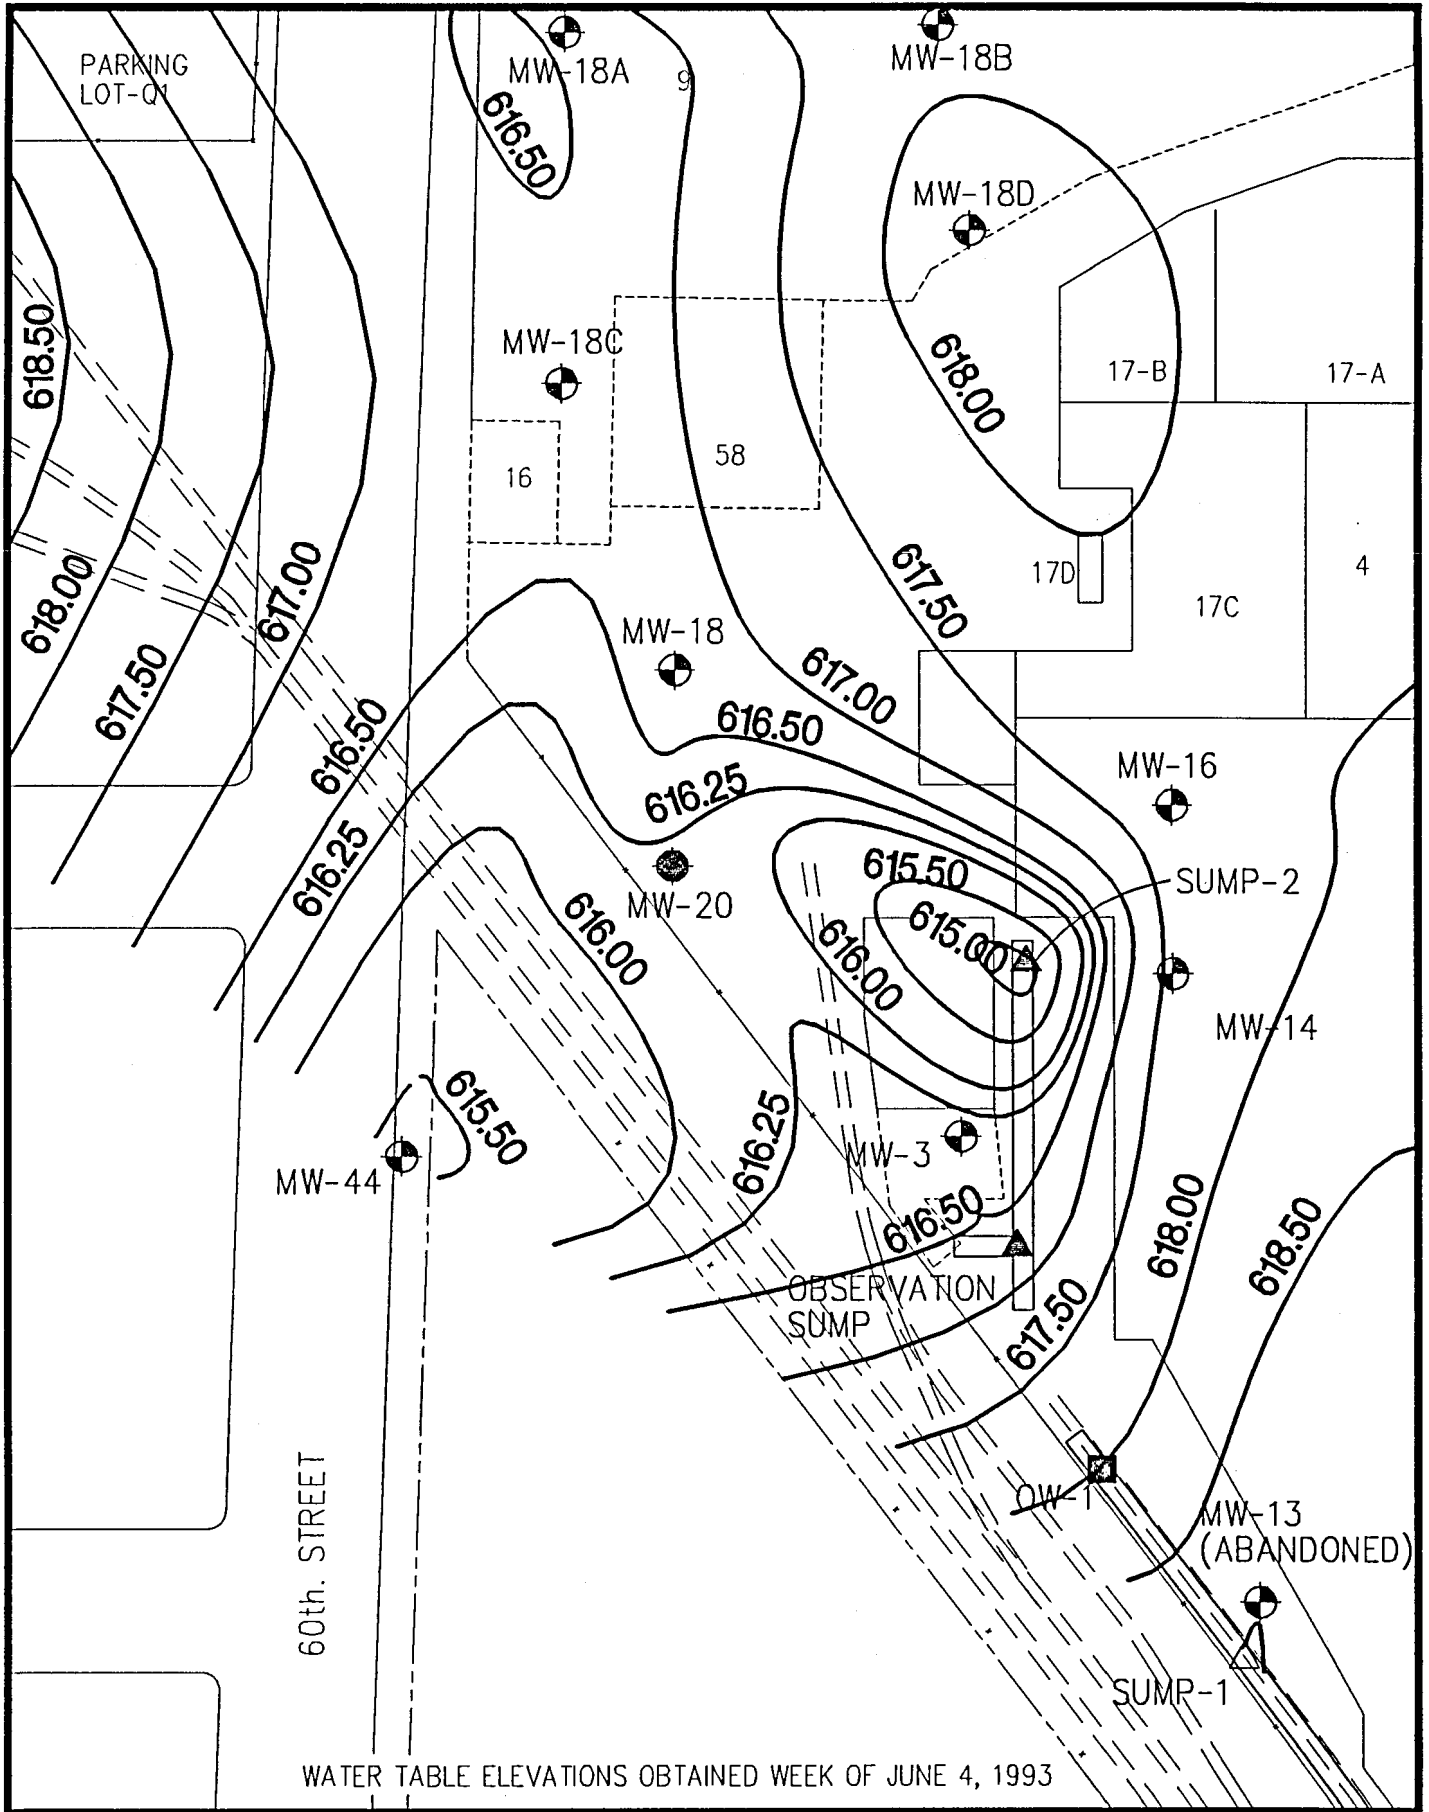 MW-18B
PARKING
LOT-Q1
MW-18A
9
616.50
MW-18D
618.50
MW-18C
618.00
17-B
17-A
58
16
617.50
17D
4
17C
618.00
617.00
MW-18
617.50
617.00
616.50
616.50
616.25
MW-16
616.25
615.50
SUMP-2
MW-20
616.00
615.00
616.00
MW-14
615.50
616.25
MW-3
MW-44
616.50
618.00
618.50
OBSERVATION
SUMP
617.50
OW-1
MW-13
(ABANDONED)
60th. STREET
SUMP-1
WATER TABLE ELEVATIONS OBTAINED WEEK OF JUNE 4, 1993